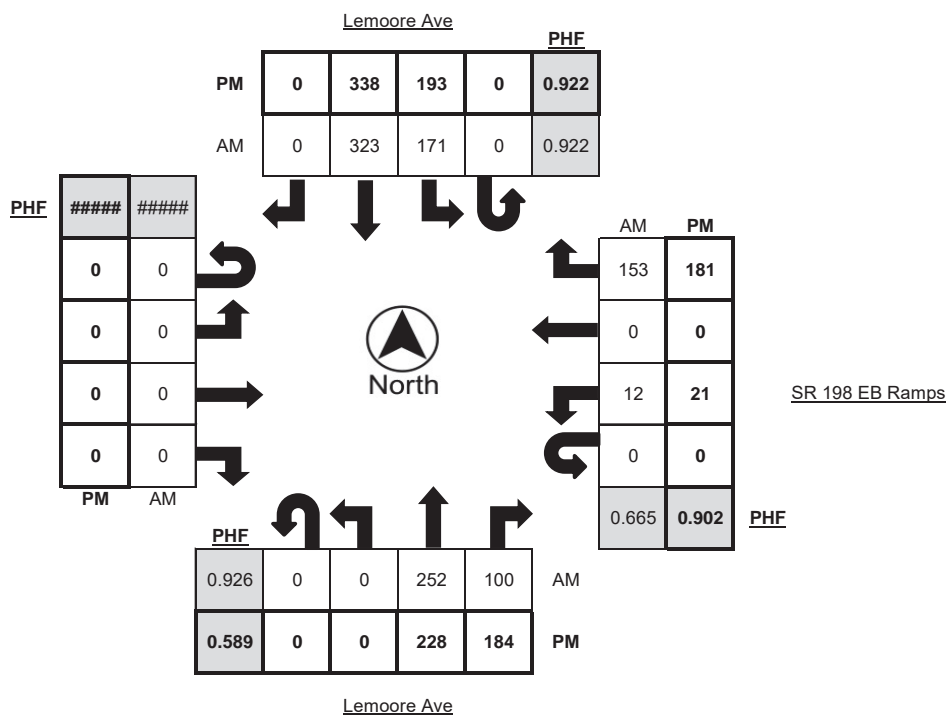 Lemoore Ave
PHF
PM 0 338 193 0 0.922
AM 0 323 171 0 0.922
PHF ##### #####
0 0
0 0
0 0
0 0
PM AM
AM PM
153 181
0 0
12 21
0 0
0.665 0.902 PHF
SR 198 EB Ramps
North
PHF
0.926 0 0 252 100 AM
0.589 0 0 228 184 PM
Lemoore Ave